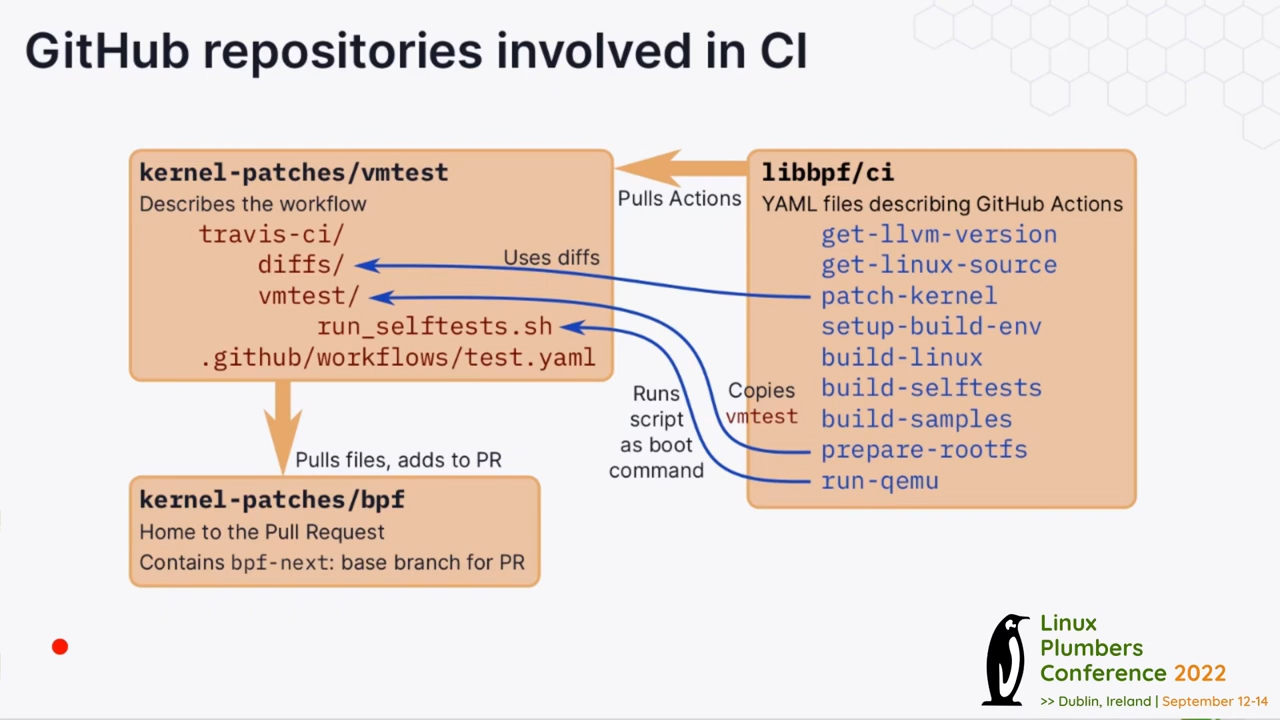 GitHub repositories involved in CI
kernel-patches/vmtest
Describes the workflow
travis-ci/
diffs/
vmtest/
run_selftests.sh
.github/workflows/test.yaml
Pulls Actions
Uses diffs
libbpf/ci
YAML files describing GitHub Actions
get-llvm-version
get-linux-source
patch-kernel
setup-build-env
build-linux
build-selftests
build-samples
prepare-rootfs
run-qemu
Runs
script
as boot
command
Copies
vmtest
Pulls files, adds to PR
kernel-patches/bpf
Home to the Pull Request
Contains bpf-next: base branch for PR
Linux
Plumbers
Conference 2022
>> Dublin, Ireland | September 12-14